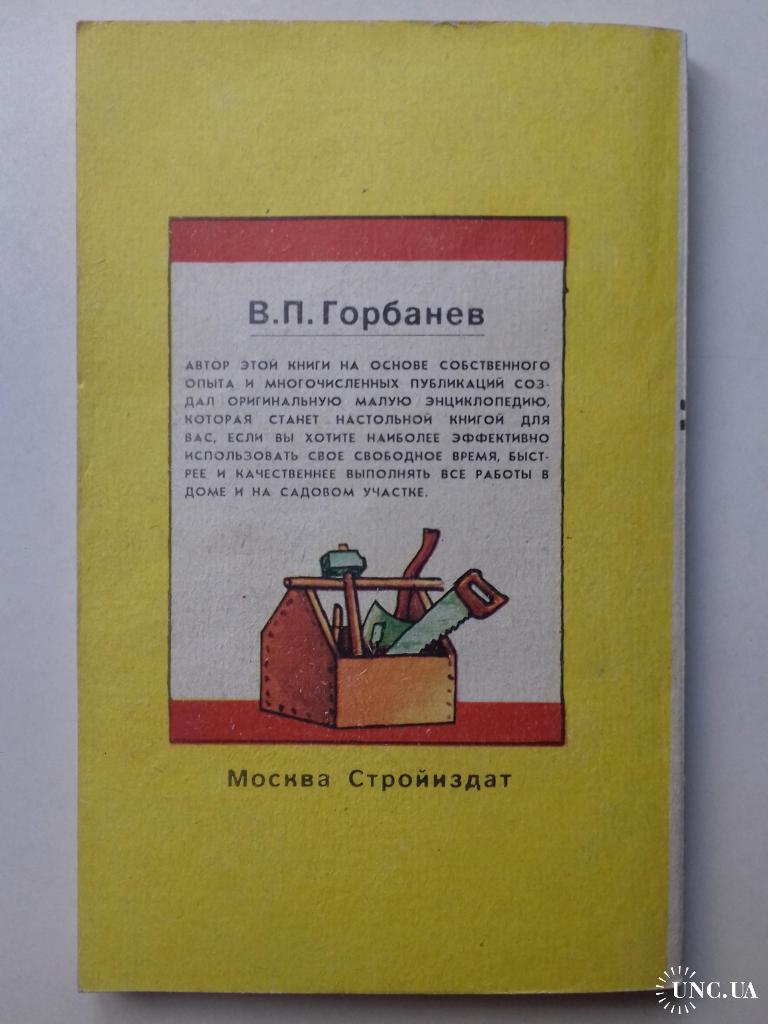 В.П. Горбанев
АВТОР ЭТОЙ КНИГИ НА ОСНОВЕ СОБСТВЕННОГО
ОПЫТА И МНОГОЧИСЛЕННЫХ ПУБЛИКАЦИЙ СОЗ-
ДАЛ ОРИГИНАЛЬНУЮ МАЛУЮ ЭНЦИКЛОПЕДИЮ,
КОТОРАЯ СТАНЕТ НАСТОЛЬНОЙ КНИГОЙ ДЛЯ
ВАС, ЕСЛИ ВЫ ХОТИТЕ НАИБОЛЕЕ ЭФФЕКТИВНО
ИСПОЛЬЗОВАТЬ СВОЕ СВОБОДНОЕ ВРЕМЯ, БЫСТ-
РЕЕ И КАЧЕСТВЕННЕЕ ВЫПОЛНЯТЬ ВСЕ РАБОТЫ В
ДОМЕ И НА САДОВОМ УЧАСТКЕ.
Москва Стройиздат
UNC.UA